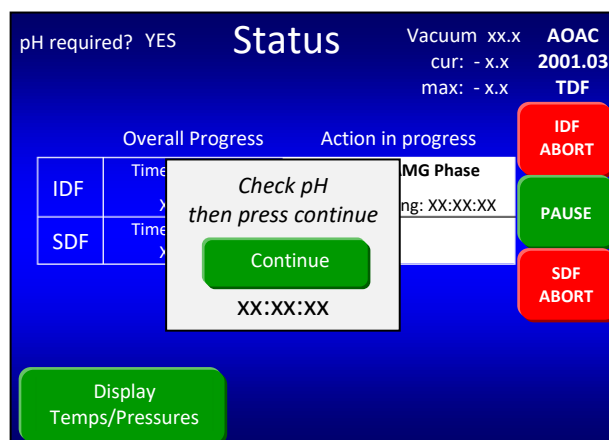 pH required? YES
Status
Vacuum xx.x
cur: - x.x
max: - x.x
AOAC
2001.03
TDF
Overall Progress
Action in progress
IDF
ABORT
IDF
Time
AMG Phase
ng: XX:XX:XX
Check pH
then press continue
PAUSE
SDF
Time
Continue
xx:xx:xx
SDF
ABORT
Display
Temps/Pressures